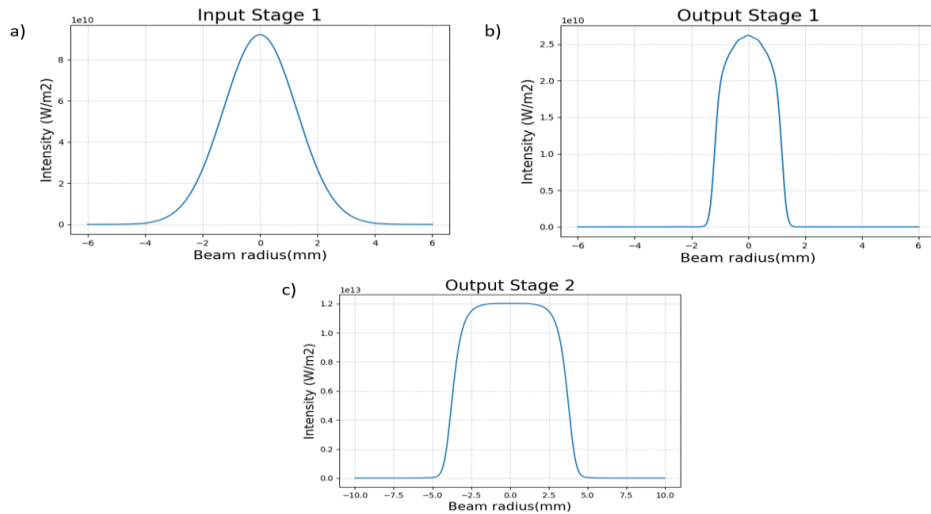 a)
Input Stage 1
1e10
8
6
4
2
0
Intensity (W/m2)
−6 −4 −2 0 2 4 6
Beam radius(mm)
b)
Output Stage 1
1e10
2.5
2.0
1.5
1.0
0.5
0.0
Intensity (W/m2)
−6 −4 −2 0 2 4 6
Beam radius(mm)
c)
Output Stage 2
1e13
1.2
1.0
0.8
0.6
0.4
0.2
0.0
Intensity (W/m2)
−10.0 −7.5 −5.0 −2.5 0.0 2.5 5.0 7.5 10.0
Beam radius(mm)